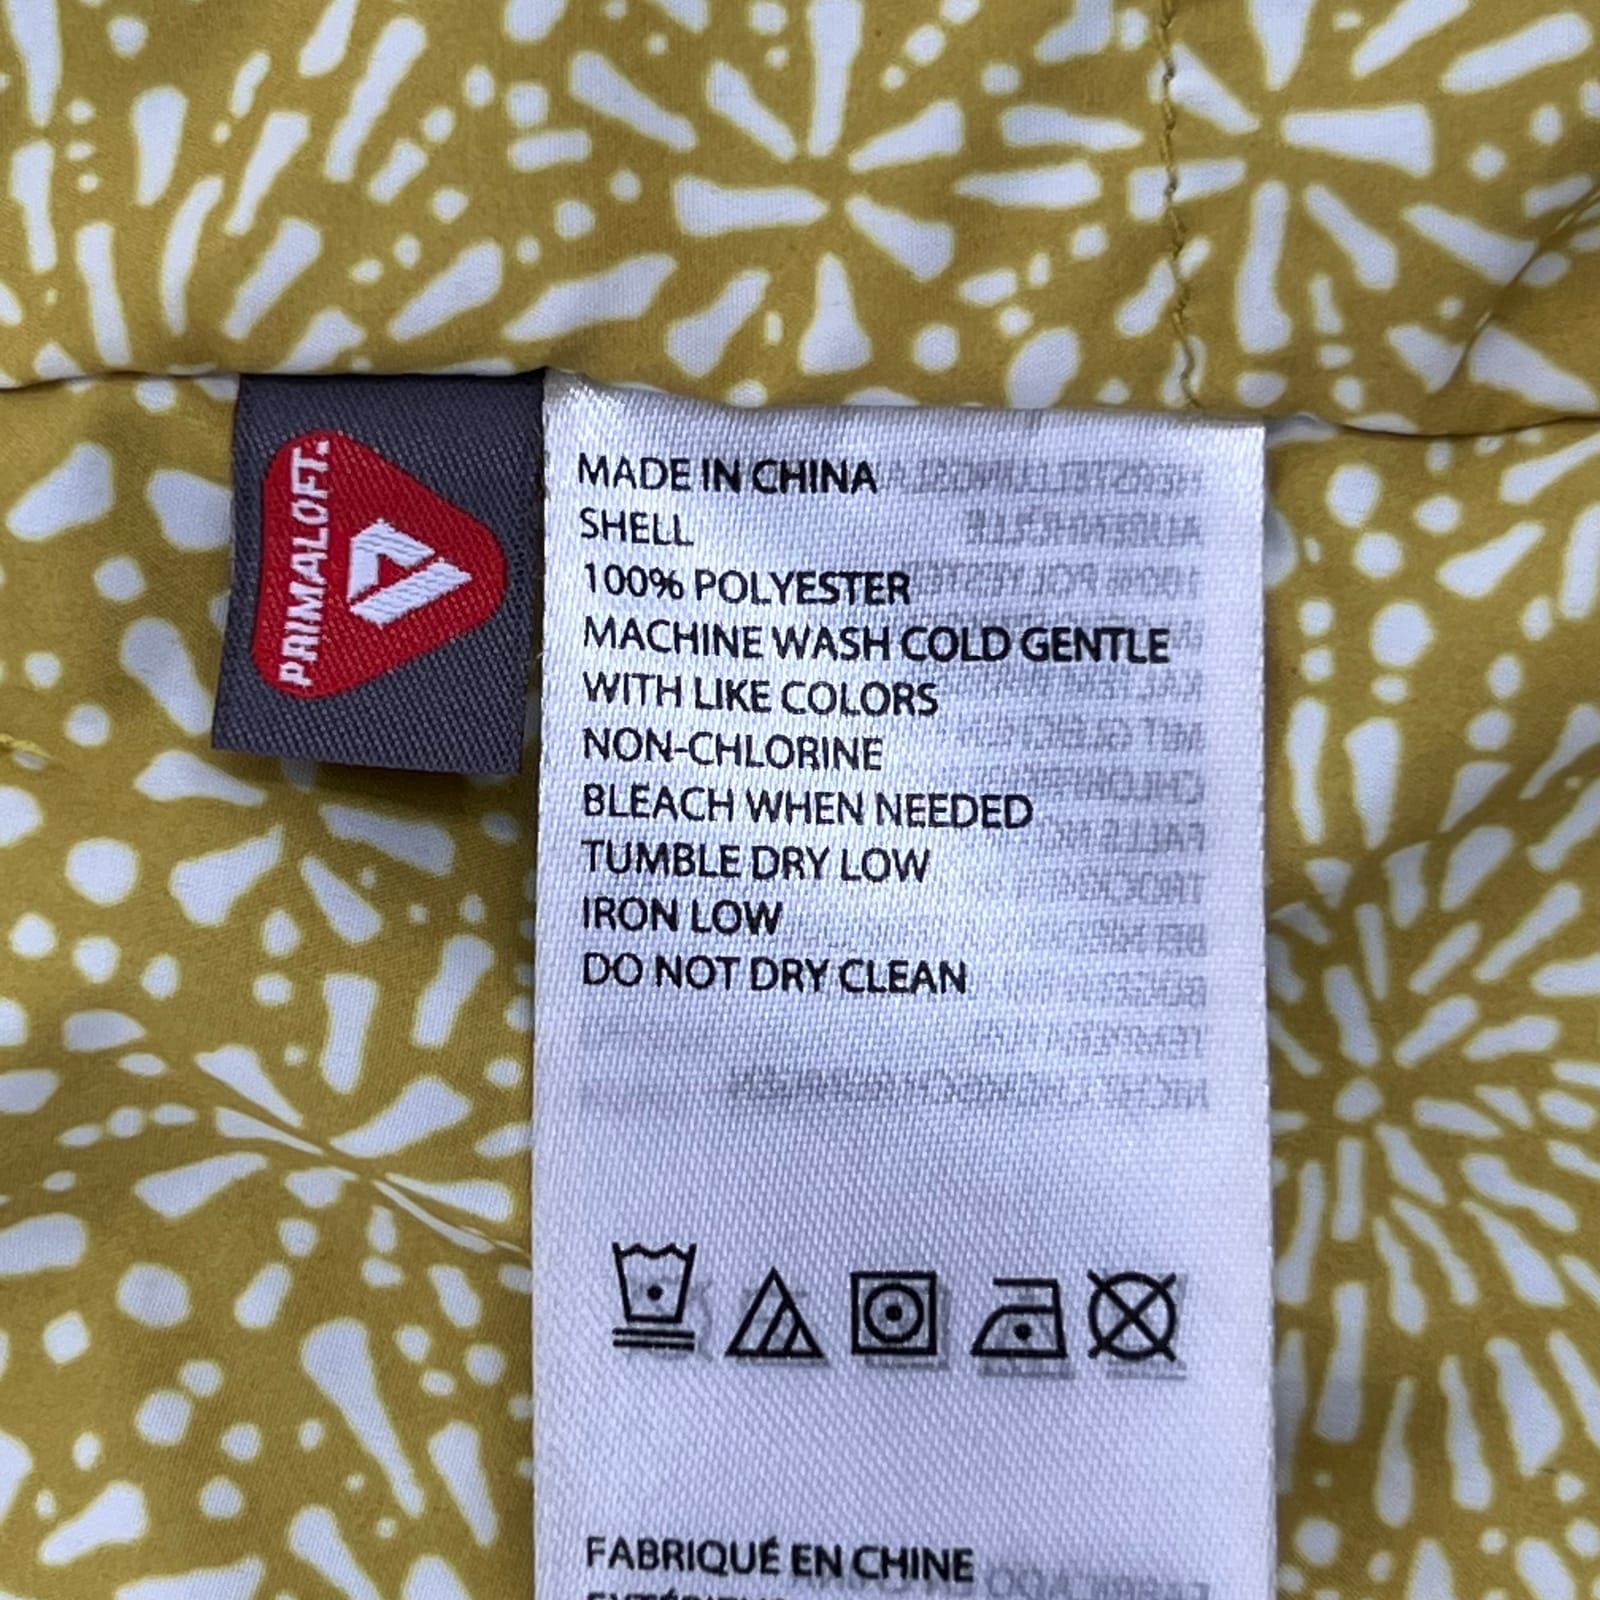 PRIMALOFT.
MADE IN CHINA
SHELL
100% POLYESTER
MACHINE WASH COLD GENTLE
WITH LIKE COLORS
NON-CHLORINE
BLEACH WHEN NEEDED
TUMBLE DRY LOW
IRON LOW
DO NOT DRY CLEAN
FABRIQUÉ EN CHINE